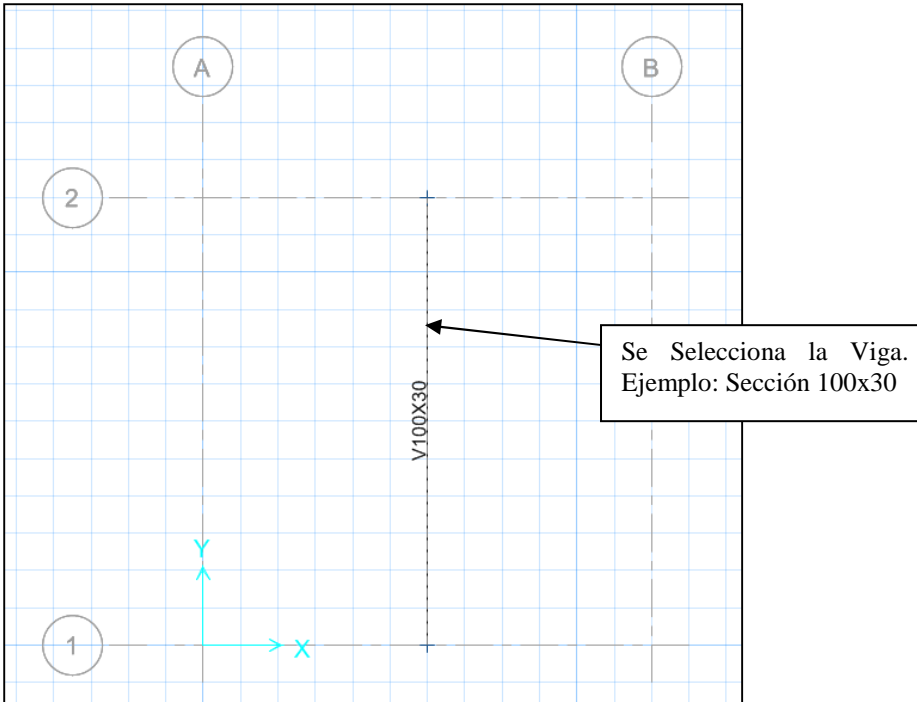 A
B
2
Se Selecciona la Viga.
Ejemplo: Sección 100x30
V100X30
Y
X
1